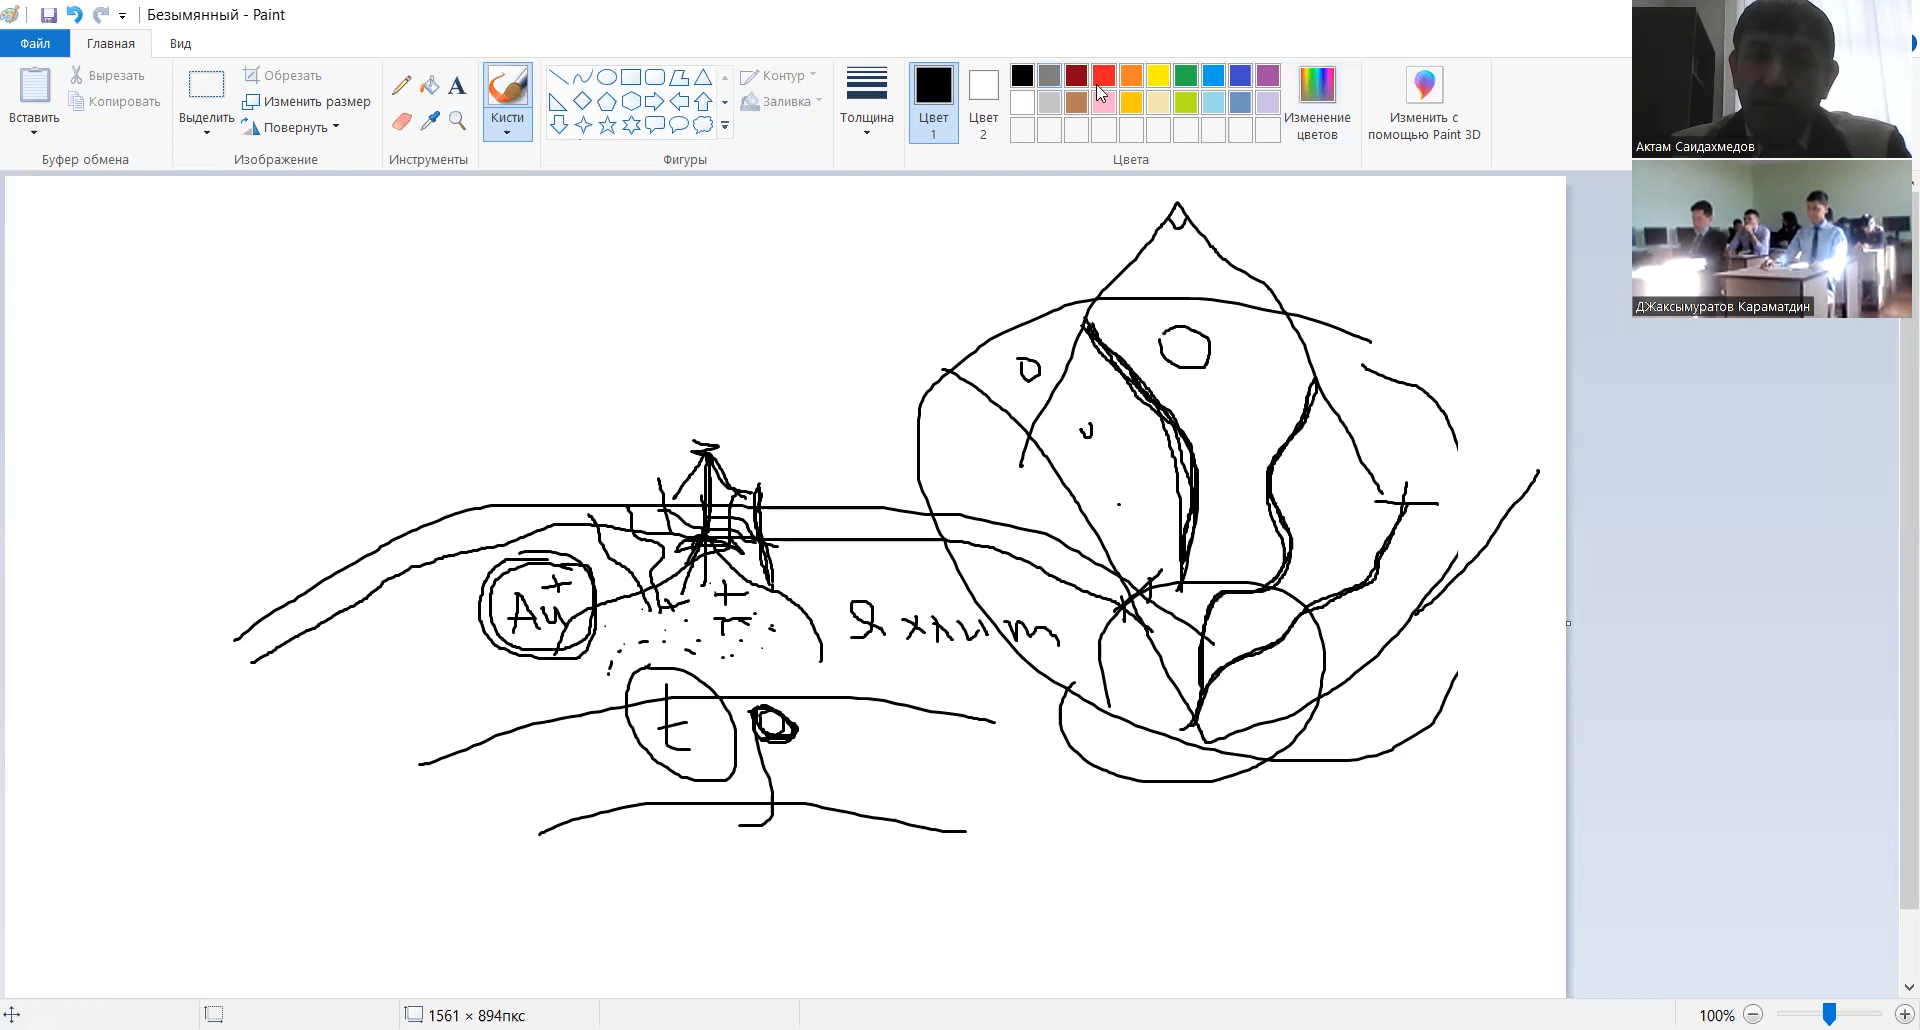 Безымянный - Paint
Файл
Главная
Вид
Вставить
Вырезать
Копировать
Буфер обмена
Выделить
Обрезать
Изменить размер
Повернуть
Изображение
Инструменты
Кисти
Контур
Заливка
Фигуры
Толщина
Цвет
1
Цвет
2
Изменение
цветов
Цвета
Изменить с
помощью Paint 3D
Актам Саидахмедов
ДЖаксымуратов Караматдин
Au
t
1561 × 894пкс
100%